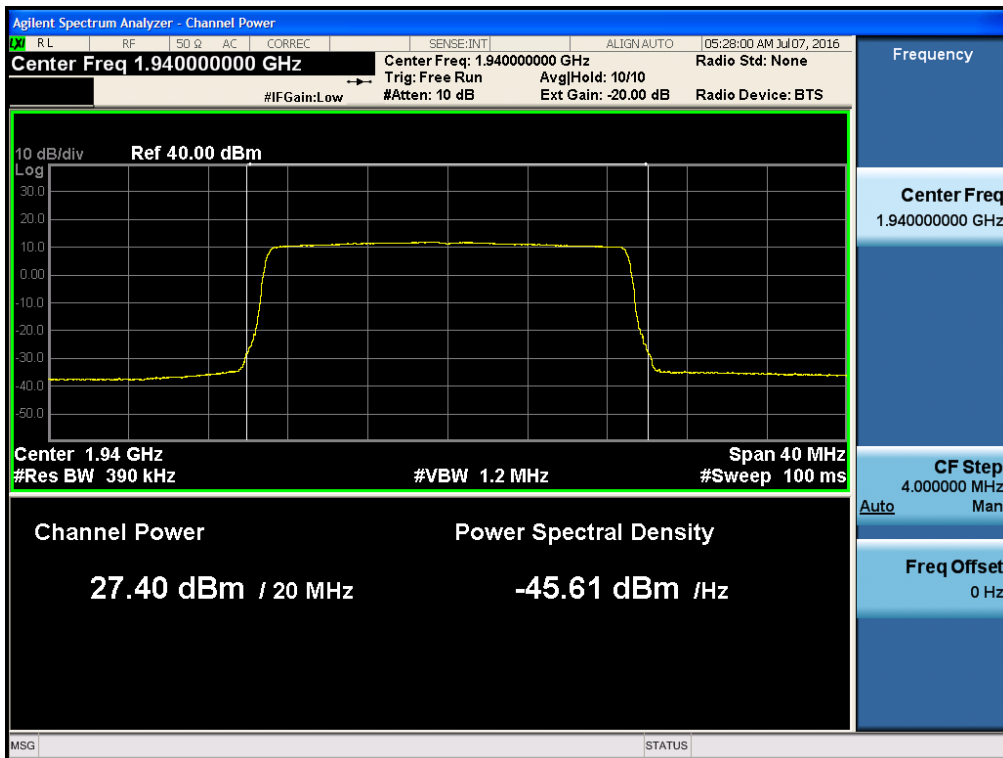 Agilent Spectrum Analyzer - Channel Power
LXI RL RF 50 Ω AC CORREC SENSE:INT ALIGN AUTO 05:28:00 AM Jul 07, 2016
Center Freq 1.940000000 GHz
Center Freq: 1.940000000 GHz Radio Std: None
Trig: Free Run Avg|Hold: 10/10
#IFGain:Low #Atten: 10 dB Ext Gain: -20.00 dB Radio Device: BTS
10 dB/div Ref 40.00 dBm
Log
30.0
20.0
10.0
0.00
-10.0
-20.0
-30.0
-40.0
-50.0
Center 1.94 GHz Span 40 MHz
#Res BW 390 kHz #VBW 1.2 MHz #Sweep 100 ms
Channel Power Power Spectral Density
27.40 dBm / 20 MHz -45.61 dBm /Hz
Frequency
Center Freq
1.940000000 GHz
CF Step
4.000000 MHz
Auto Man
Freq Offset
0 Hz
MSG STATUS